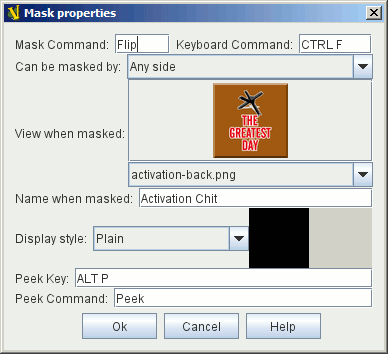 Mask properties
Mask Command: Flip Keyboard Command: CTRL F
Can be masked by: Any side
View when masked:
THE
GREATEST
DAY
activation-back.png
Name when masked: Activation Chit
Display style: Plain
Peek Key: ALT P
Peek Command: Peek
Ok Cancel Help